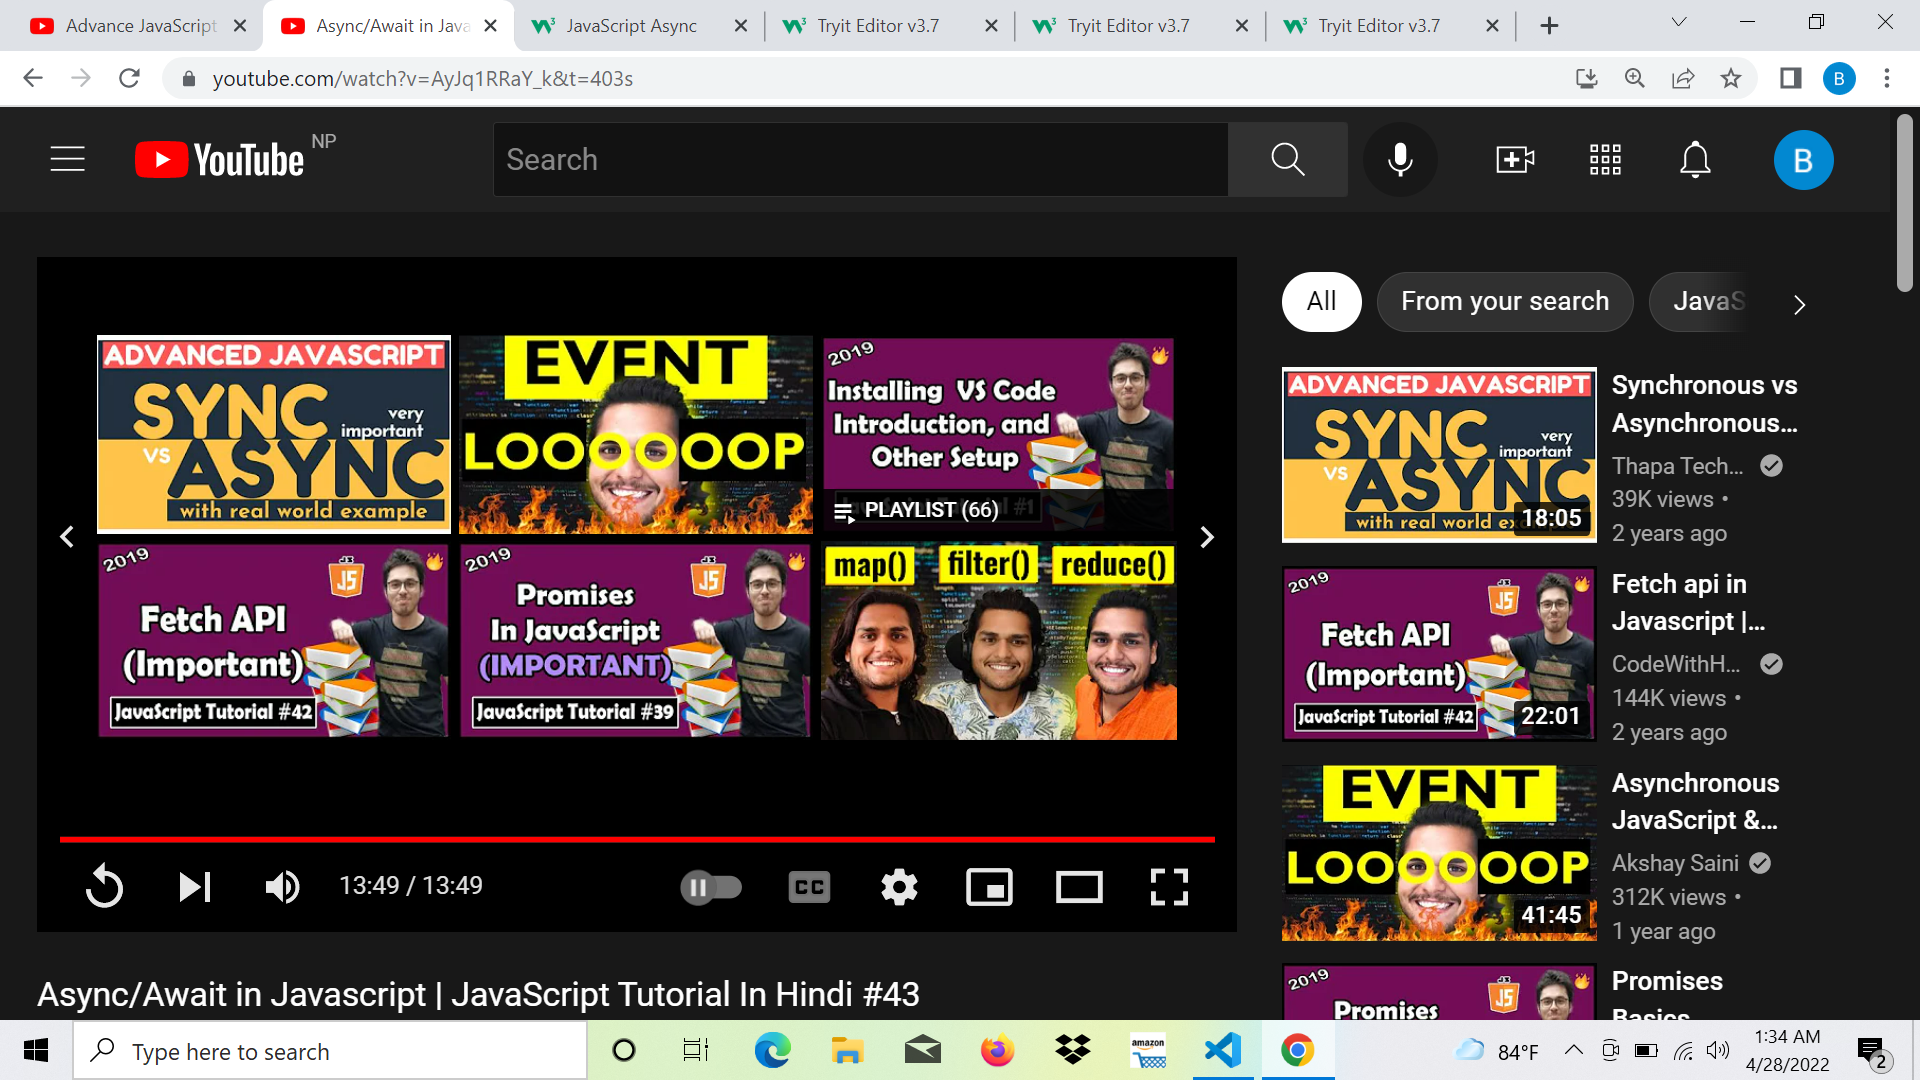 Advance JavaScript
Async/Await in Java
JavaScript Async
Tryit Editor v3.7
Tryit Editor v3.7
Tryit Editor v3.7
youtube.com/watch?v=AyJq1RRaY_k&t=403s
B
YouTube NP
Search
B
All
From your search
JavaS
ADVANCED JAVASCRIPT
SYNC
very
important
VS
ASYNC
with real world example
EVENT
LOOOOOOP
2019
Installing VS Code
Introduction, and
Other Setup
PLAYLIST (66)
2019
JS
Fetch API
(Important)
JavaScript Tutorial #42
2019
JS
Promises
In JavaScript
(IMPORTANT)
JavaScript Tutorial #39
map()
filter()
reduce()
13:49 / 13:49
CC
Async/Await in Javascript | JavaScript Tutorial In Hindi #43
ADVANCED JAVASCRIPT
SYNC
very
important
VS
ASYNC
with real world
18:05
Synchronous vs
Asynchronous...
Thapa Tech...
39K views •
2 years ago
2019
JS
Fetch API
(Important)
JavaScript Tutorial #42
22:01
Fetch api in
Javascript |...
CodeWithH...
144K views •
2 years ago
EVENT
LOOOOOOP
41:45
Asynchronous
JavaScript &...
Akshay Saini
312K views •
1 year ago
2019
JS
Promises
Promises
Basics
Type here to search
amazon
84°F
1:34 AM
4/28/2022
2